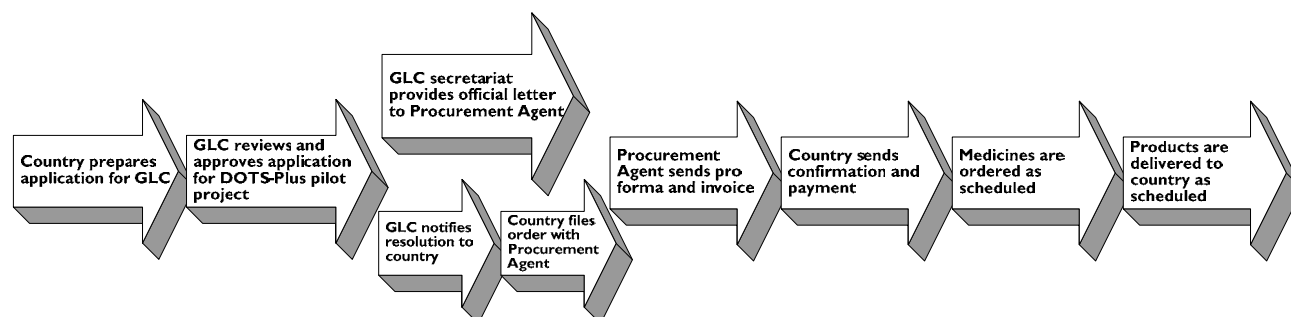 Country prepares
application for GLC
GLC reviews and
approves application
for DOTS-Plus pilot
project
GLC secretariat
provides official letter
to Procurement Agent
GLC notifies
resolution to
country
Country files
order with
Procurement
Agent
Procurement
Agent sends pro
forma and invoice
Country sends
confirmation and
payment
Medicines are
ordered as
scheduled
Products are
delivered to
country as
scheduled